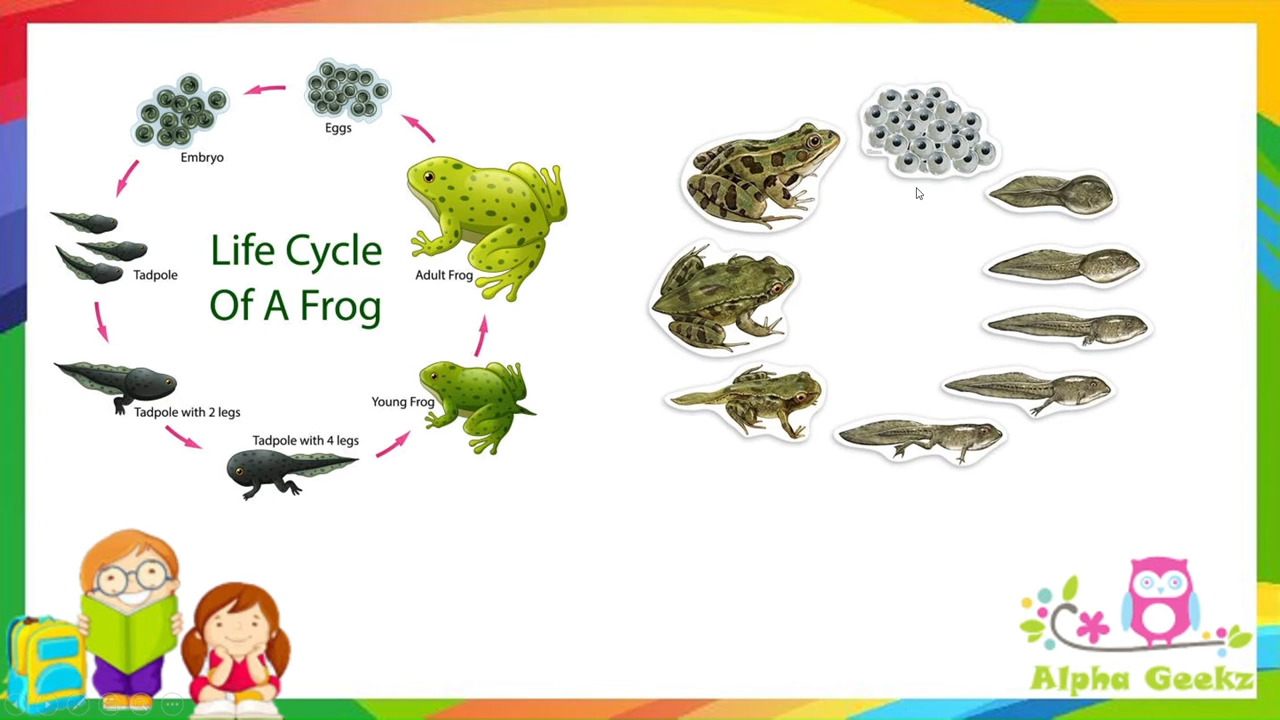 Eggs
Embryo
Life Cycle
Of A Frog
Adult Frog
Tadpole
Young Frog
Tadpole with 2 legs
Tadpole with 4 legs
Alpha Geekz